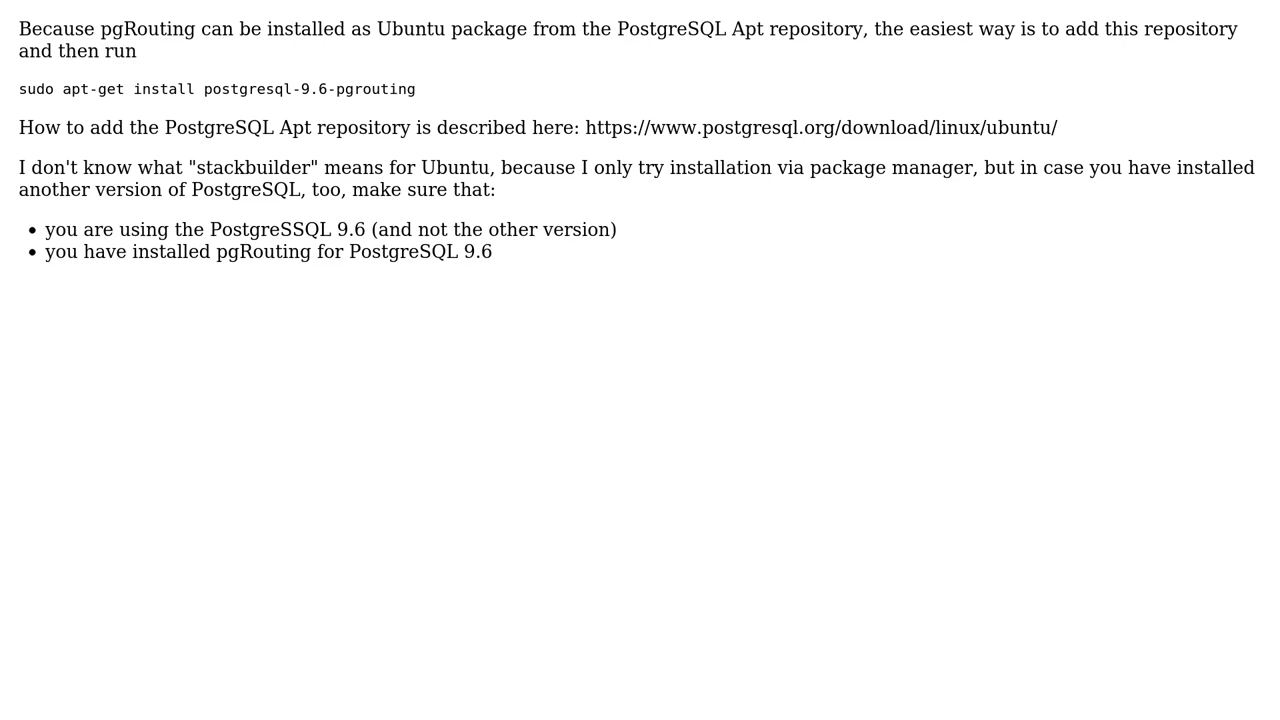 Because pgRouting can be installed as Ubuntu package from the PostgreSQL Apt repository, the easiest way is to add this repository
and then run
sudo apt-get install postgresql-9.6-pgrouting
How to add the PostgreSQL Apt repository is described here: https://www.postgresql.org/download/linux/ubuntu/
I don't know what "stackbuilder" means for Ubuntu, because I only try installation via package manager, but in case you have installed
another version of PostgreSQL, too, make sure that:
• you are using the PostgreSSQL 9.6 (and not the other version)
• you have installed pgRouting for PostgreSQL 9.6